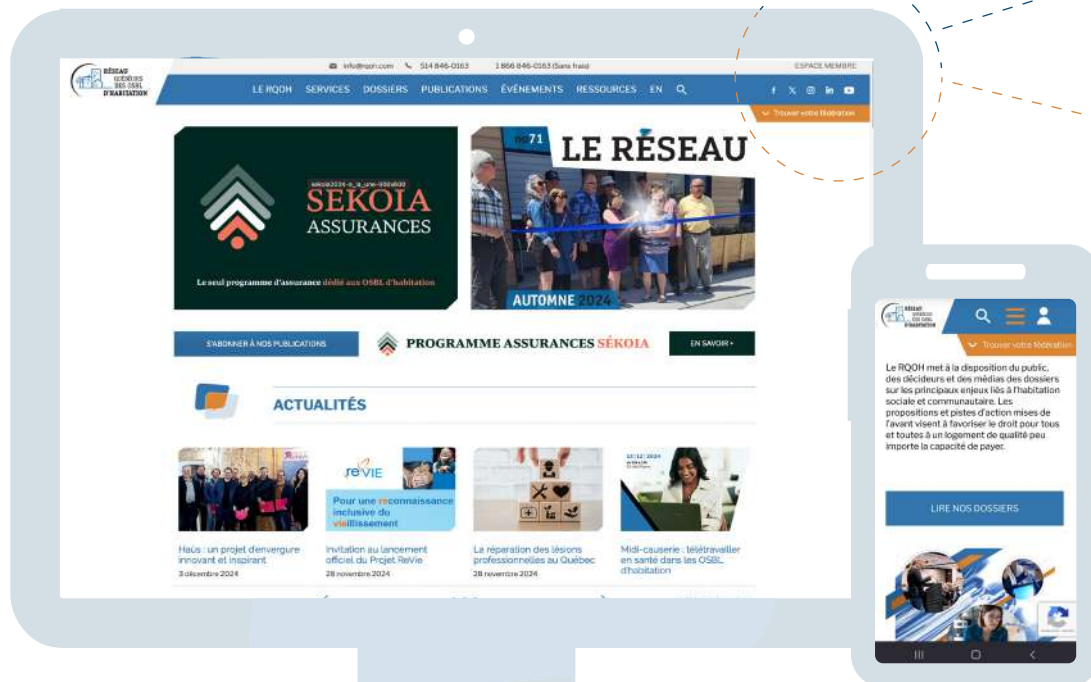 RÉSEAU
QUÉBÉCOIS
DES OSBL
D'HABITATION
info@rqoh.com 514 846-0163 1 866 846-0163 (Sans frais) ESPACE MEMBRE
LE RQOH SERVICES DOSSIERS PUBLICATIONS ÉVÉNEMENTS RESSOURCES EN
Trouver votre fédération
sekoia2024-a_la_une-900x600
SEKOIA
ASSURANCES
Le seul programme d'assurance dédié aux OSBL d'habitation
no71
LE RÉSEAU
AUTOMNE 2024
S'ABONNER À NOS PUBLICATIONS
PROGRAMME ASSURANCES SÉKOIA
EN SAVOIR +
ACTUALITÉS
reVIE
Pour une reconnaissance
inclusive du
vieillissement
12 | 12 | 2024
Haüs : un projet d'envergure
innovant et inspirant
3 décembre 2024
Invitation au lancement
officiel du Projet ReVie
28 novembre 2024
La réparation des lésions
professionnelles au Québec
28 novembre 2024
Midi-causerie : télétravailler
en santé dans les OSBL
d'habitation
RÉSEAU
QUÉBÉCOIS
DES OSBL
D'HABITATION
Trouver votre fédération
Le RQOH met à la disposition du public,
des décideurs et des médias des dossiers
sur les principaux enjeux liés à l'habitation
sociale et communautaire. Les
propositions et pistes d'action mises de
l'avant visent à favoriser le droit pour tous
et toutes à un logement de qualité peu
importe la capacité de payer.
LIRE NOS DOSSIERS